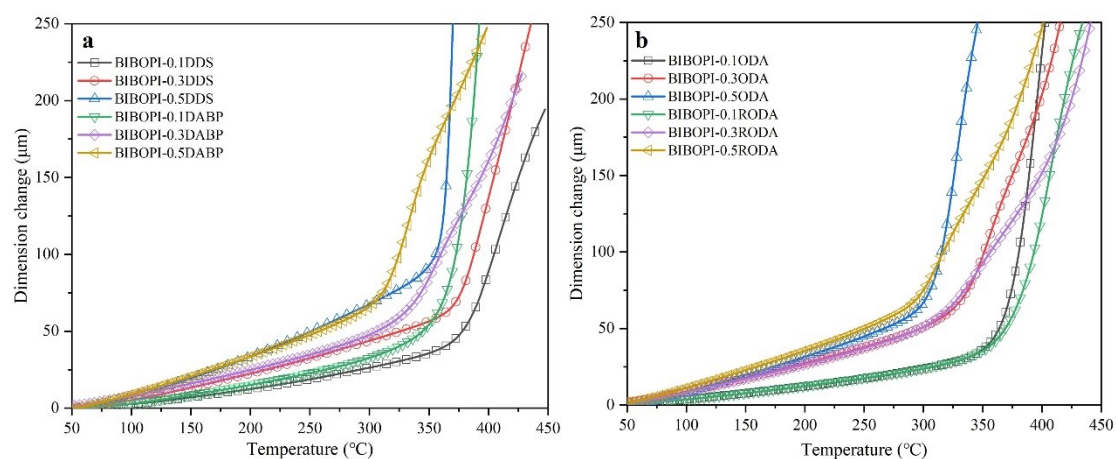 a
BIBOPI-0.1DDS
BIBOPI-0.3DDS
BIBOPI-0.5DDS
BIBOPI-0.1DABP
BIBOPI-0.3DABP
BIBOPI-0.5DABP
Dimension change (μm)
250
200
150
100
50
0
50 100 150 200 250 300 350 400 450
Temperature (℃)
b
BIBOPI-0.1ODA
BIBOPI-0.3ODA
BIBOPI-0.5ODA
BIBOPI-0.1RODA
BIBOPI-0.3RODA
BIBOPI-0.5RODA
Dimension change (μm)
250
200
150
100
50
0
50 100 150 200 250 300 350 400 450
Temperature (℃)